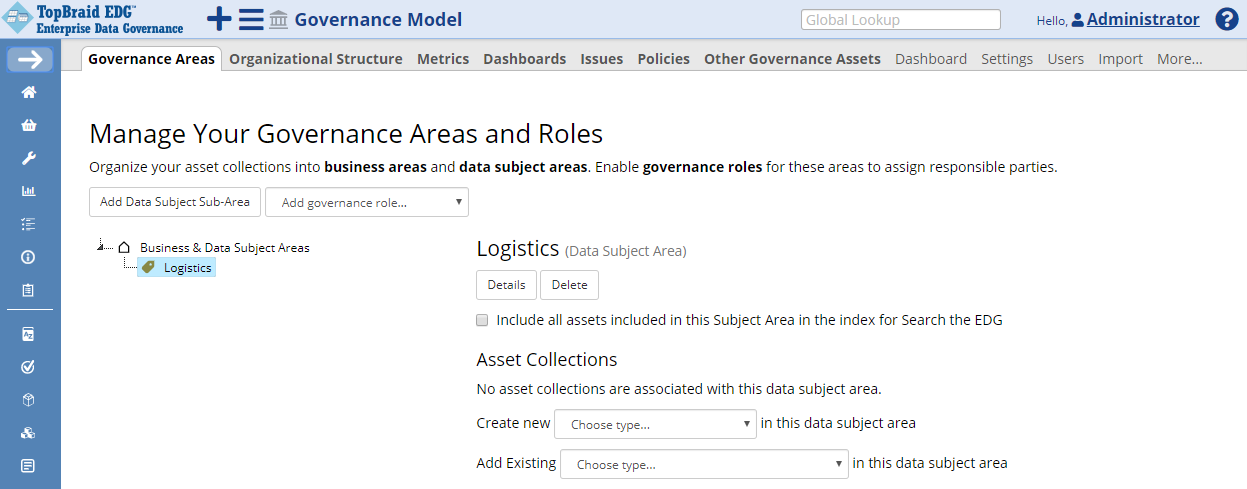 TopBraid EDG™
Enterprise Data Governance
Governance Model
Global Lookup
Hello, Administrator
?
Governance Areas Organizational Structure Metrics Dashboards Issues Policies Other Governance Assets Dashboard Settings Users Import More...
Manage Your Governance Areas and Roles
Organize your asset collections into business areas and data subject areas. Enable governance roles for these areas to assign responsible parties.
Add Data Subject Sub-Area Add governance role...
Business & Data Subject Areas
Logistics
Logistics (Data Subject Area)
Details Delete
Include all assets included in this Subject Area in the index for Search the EDG
Asset Collections
No asset collections are associated with this data subject area.
Create new Choose type... in this data subject area
Add Existing Choose type... in this data subject area